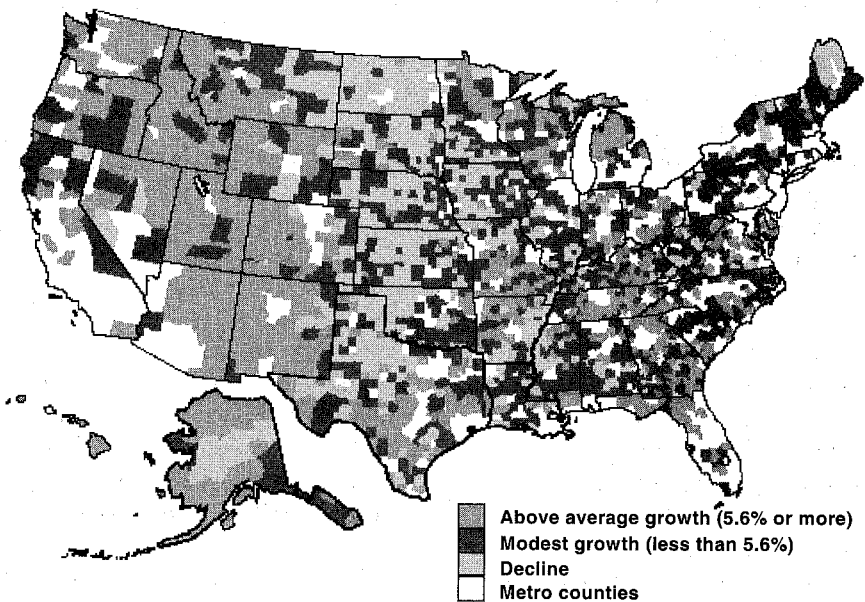 Above average growth (5.6% or more)
Modest growth (less than 5.6%)
Decline
Metro counties